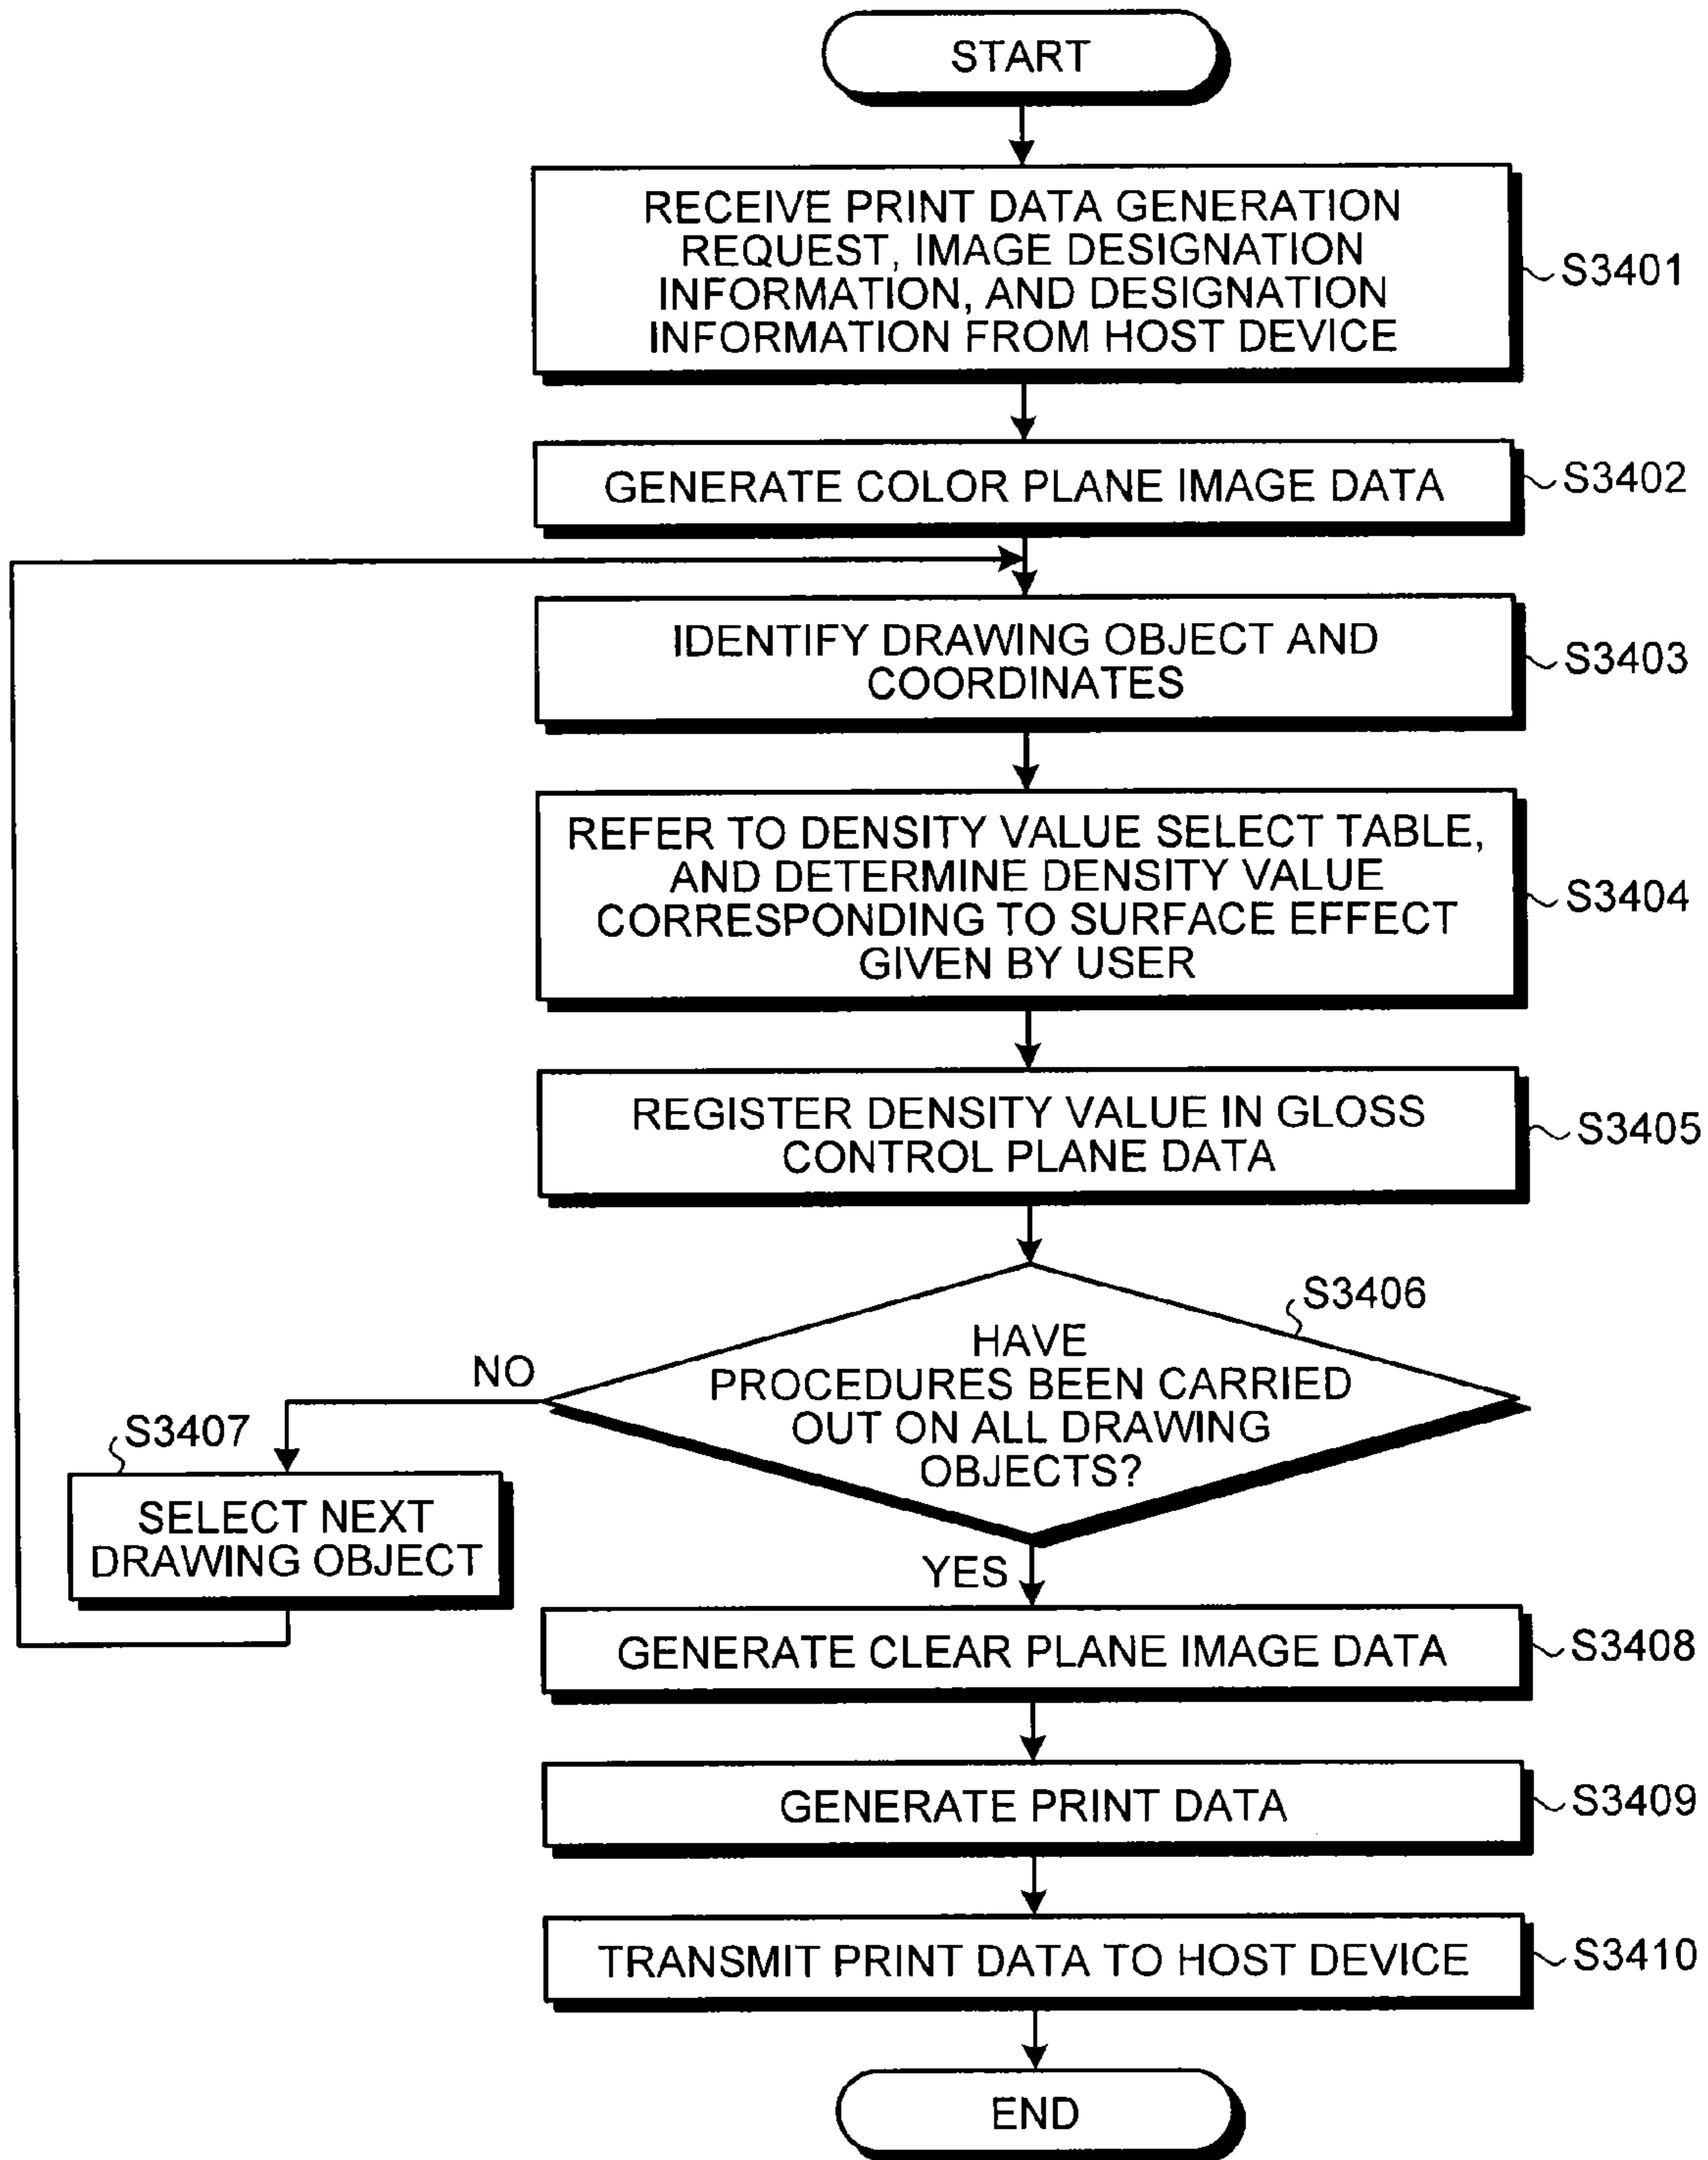 START
RECEIVE PRINT DATA GENERATION
REQUEST, IMAGE DESIGNATION
INFORMATION, AND DESIGNATION
INFORMATION FROM HOST DEVICE
S3401
GENERATE COLOR PLANE IMAGE DATA
S3402
IDENTIFY DRAWING OBJECT AND
COORDINATES
S3403
REFER TO DENSITY VALUE SELECT TABLE,
AND DETERMINE DENSITY VALUE
CORRESPONDING TO SURFACE EFFECT
GIVEN BY USER
S3404
REGISTER DENSITY VALUE IN GLOSS
CONTROL PLANE DATA
S3405
S3406
HAVE
PROCEDURES BEEN CARRIED
OUT ON ALL DRAWING
OBJECTS?
NO
S3407
SELECT NEXT
DRAWING OBJECT
YES
GENERATE CLEAR PLANE IMAGE DATA
S3408
GENERATE PRINT DATA
S3409
TRANSMIT PRINT DATA TO HOST DEVICE
S3410
END